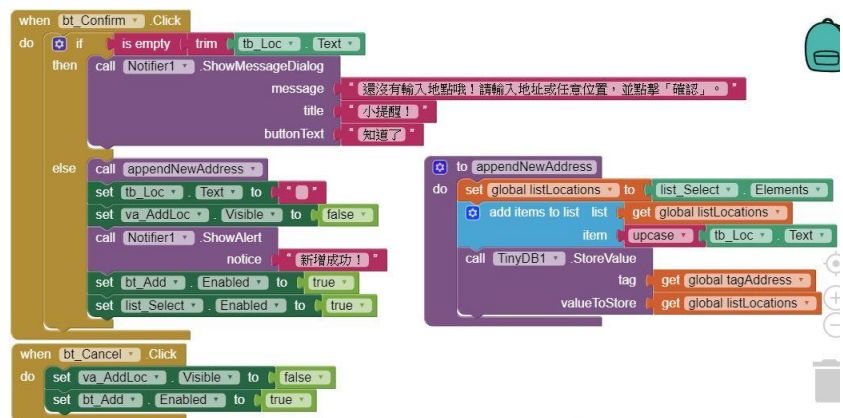 when bt_Confirm .Click
do if is empty trim tb_Loc . Text
then call Notifier1 .ShowMessageDialog
message " 還沒有輸入地點哦！請輸入地址或任意位置，並點擊「確認」。 "
title " 小提醒！ "
buttonText " 知道了 "
else call appendNewAddress
set tb_Loc . Text to " "
set va_AddLoc . Visible to false
call Notifier1 .ShowAlert
notice " 新增成功！ "
set bt_Add . Enabled to true
set list_Select . Enabled to true
when bt_Cancel .Click
do set va_AddLoc . Visible to false
set bt_Add . Enabled to true
to appendNewAddress
do set global listLocations to list_Select . Elements
add items to list list get global listLocations
item upcase tb_Loc . Text
call TinyDB1 .StoreValue
tag get global tagAddress
valueToStore get global listLocations